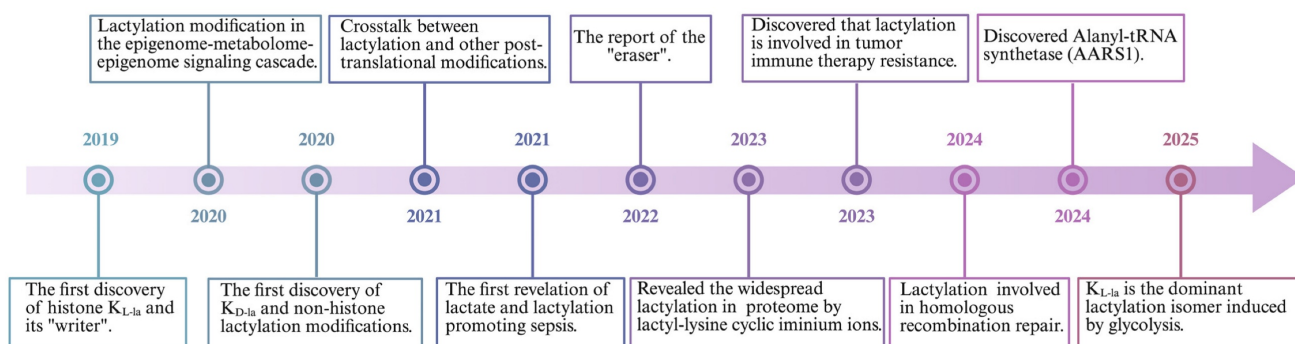 Lactylation modification in
the epigenome-metabolome-
epigenome signaling cascade.
Crosstalk between
lactylation and other post-
translational modifications.
The report of the
"eraser".
Discovered that lactylation
is involved in tumor
immune therapy resistance.
Discovered Alanyl-tRNA
synthetase (AARS1).
2019
2020
2021
2023
2024
2025
2020
2021
2022
2023
2024
The first discovery
of histone K_L-la and
its "writer".
The first discovery of
K_D-la and non-histone
lactylation modifications.
The first revelation of
lactate and lactylation
promoting sepsis.
Revealed the widespread
lactylation in proteome by
lactyl-lysine cyclic iminium ions.
Lactylation involved
in homologous
recombination repair.
K_L-la is the dominant
lactylation isomer induced
by glycolysis.